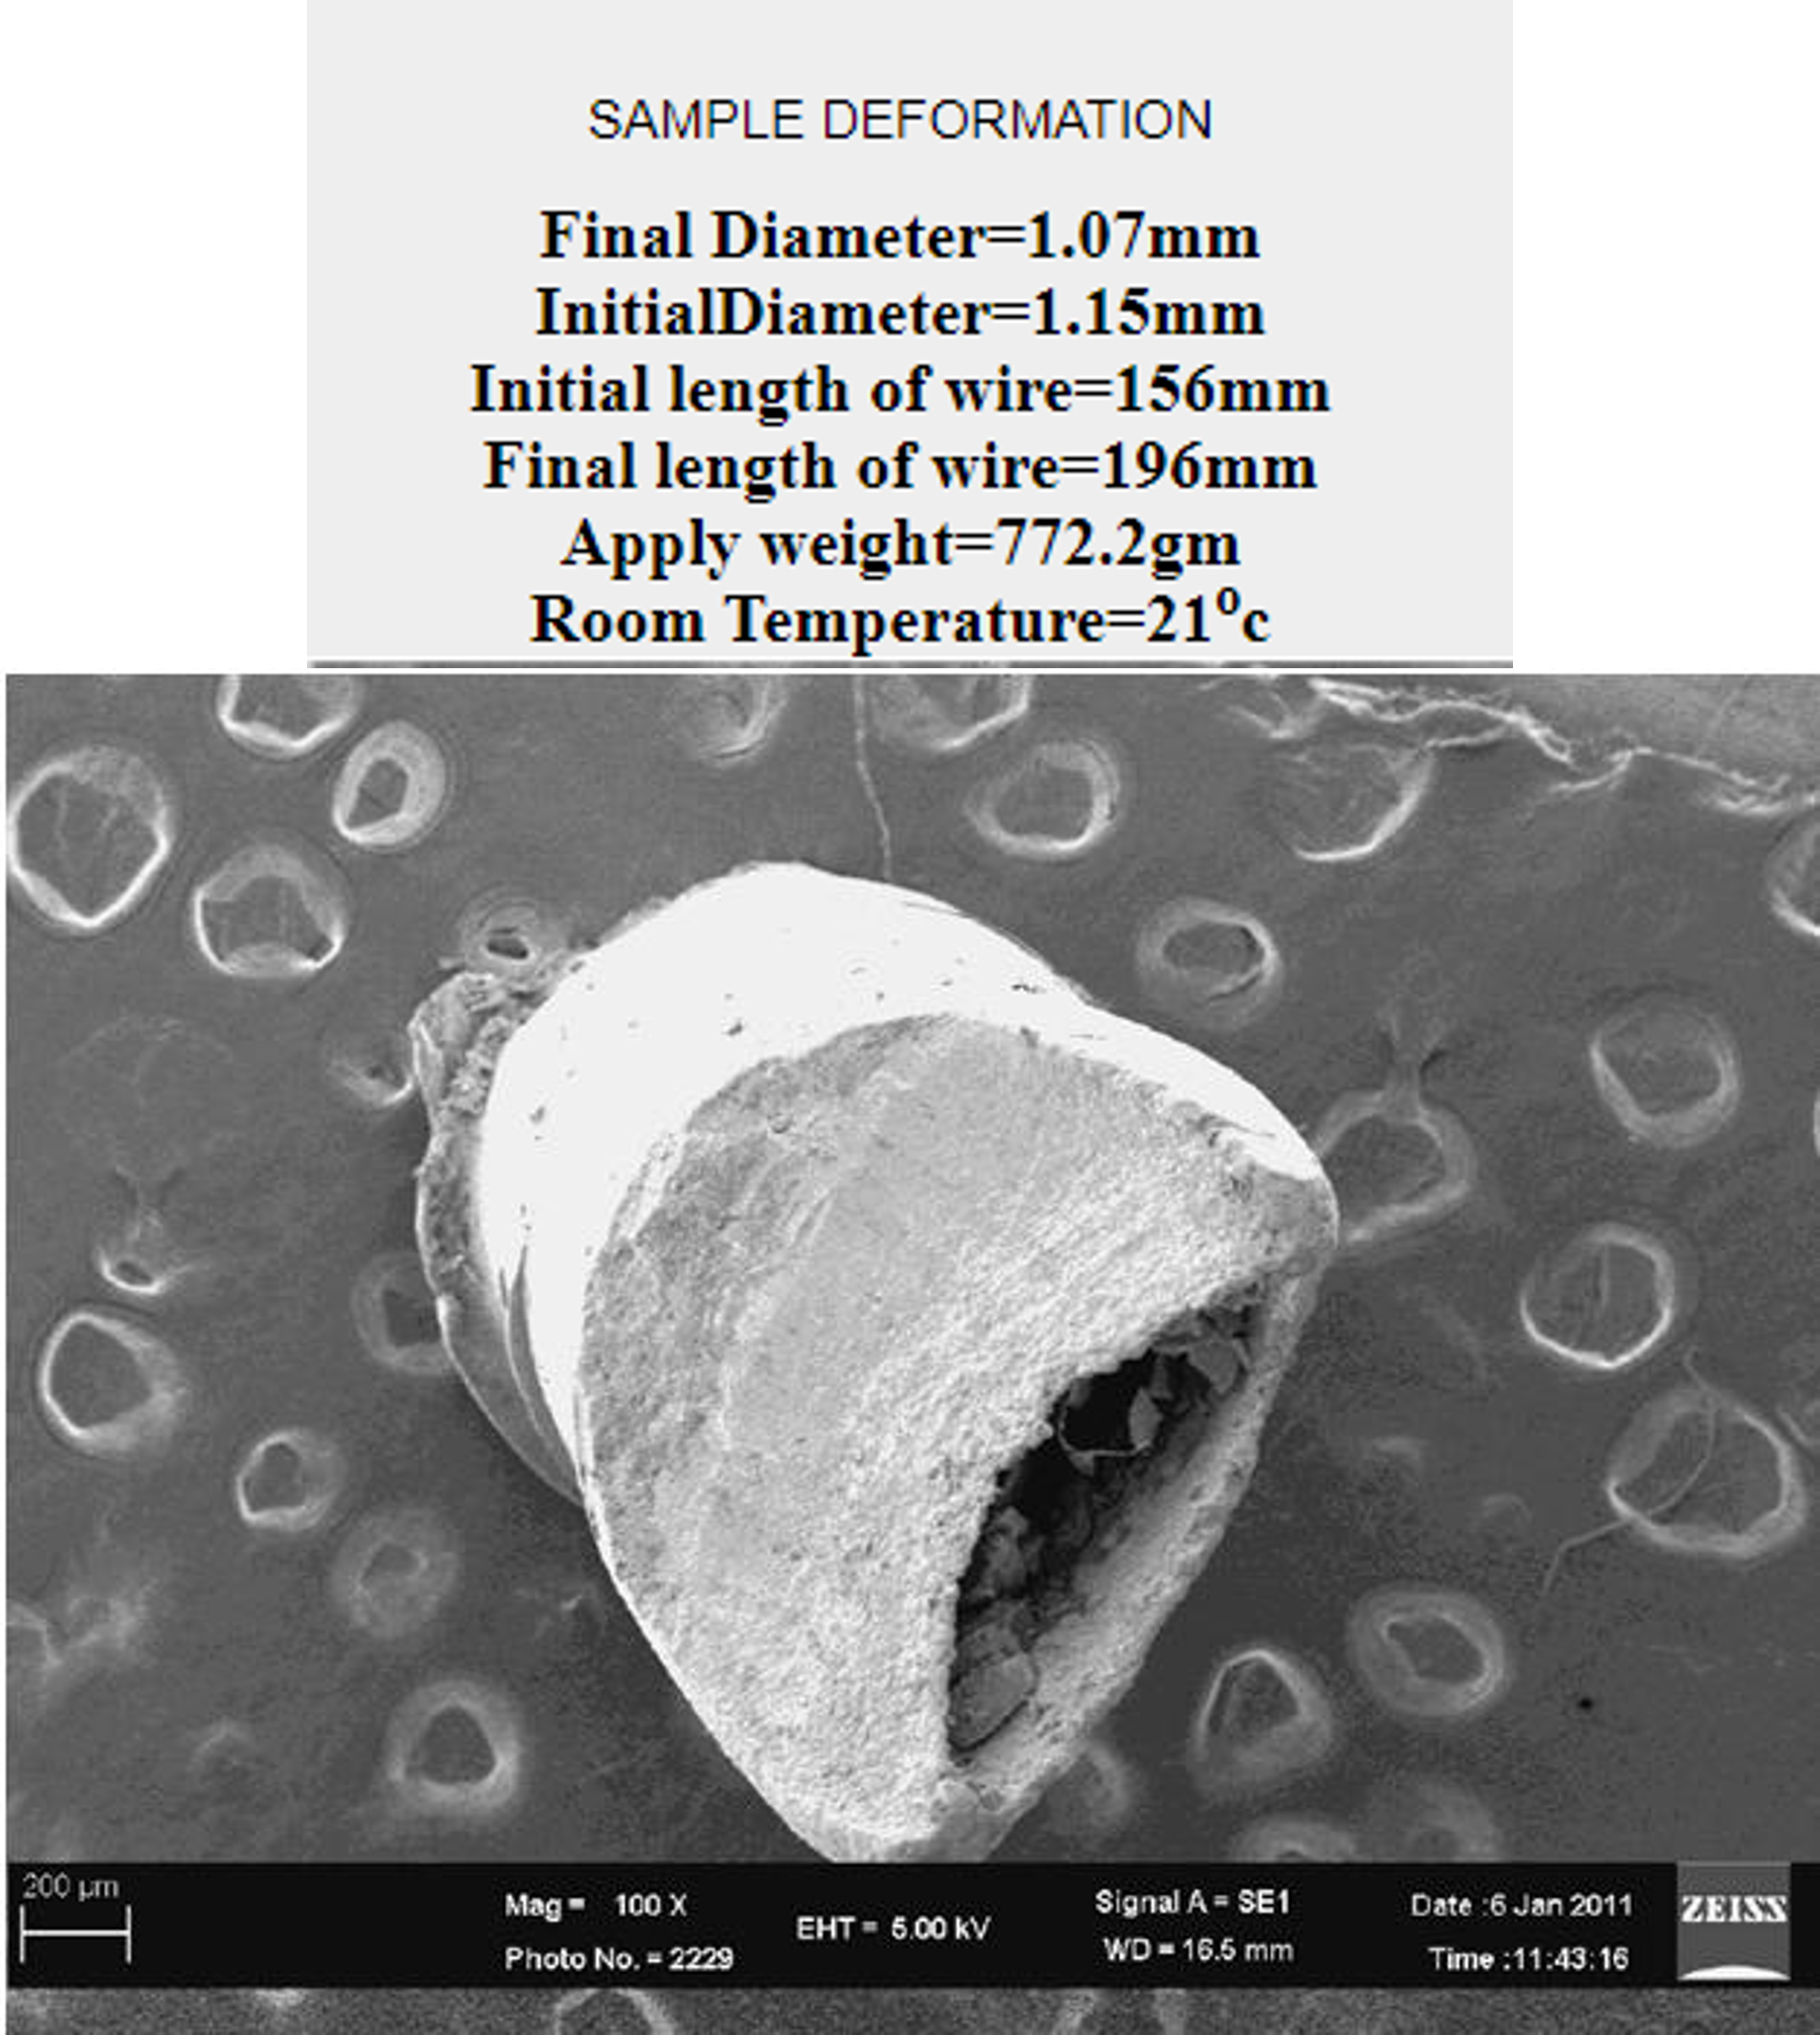 SAMPLE DEFORMATION
Final Diameter=1.07mm
InitialDiameter=1.15mm
Initial length of wire=156mm
Final length of wire=196mm
Apply weight=772.2gm
Room Temperature=21⁰c
200 µm
Mag = 100 X
Photo No. = 2229
EHT = 5.00 kV
Signal A = SE1
WD = 16.5 mm
Date :6 Jan 2011
Time :11:43:16
ZEISS